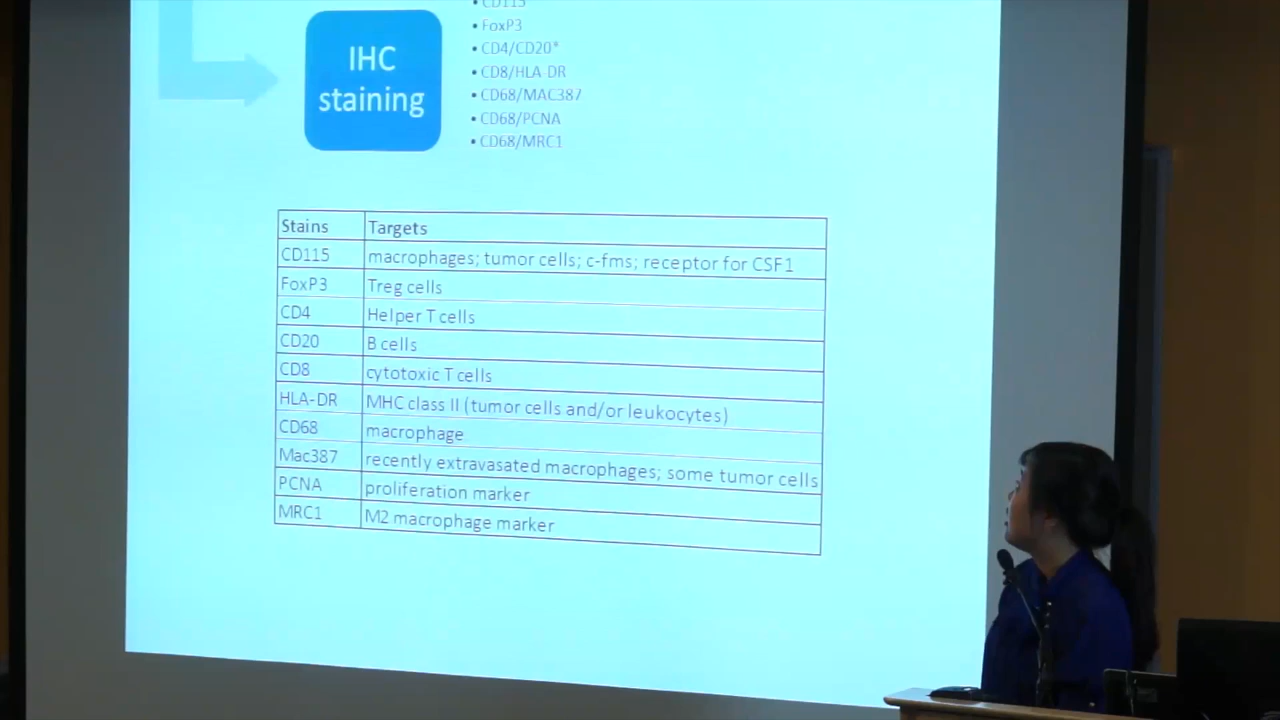 CD115
• FoxP3
• CD4/CD20*
• CD8/HLA-DR
• CD68/MAC387
• CD68/PCNA
• CD68/MRC1
IHC
staining
Stains Targets
CD115 macrophages; tumor cells; c-fms; receptor for CSF1
FoxP3 Treg cells
CD4 Helper T cells
CD20 B cells
CD8 cytotoxic T cells
HLA-DR MHC class II (tumor cells and/or leukocytes)
CD68 macrophage
Mac387 recently extravasated macrophages; some tumor cells
PCNA proliferation marker
MRC1 M2 macrophage marker